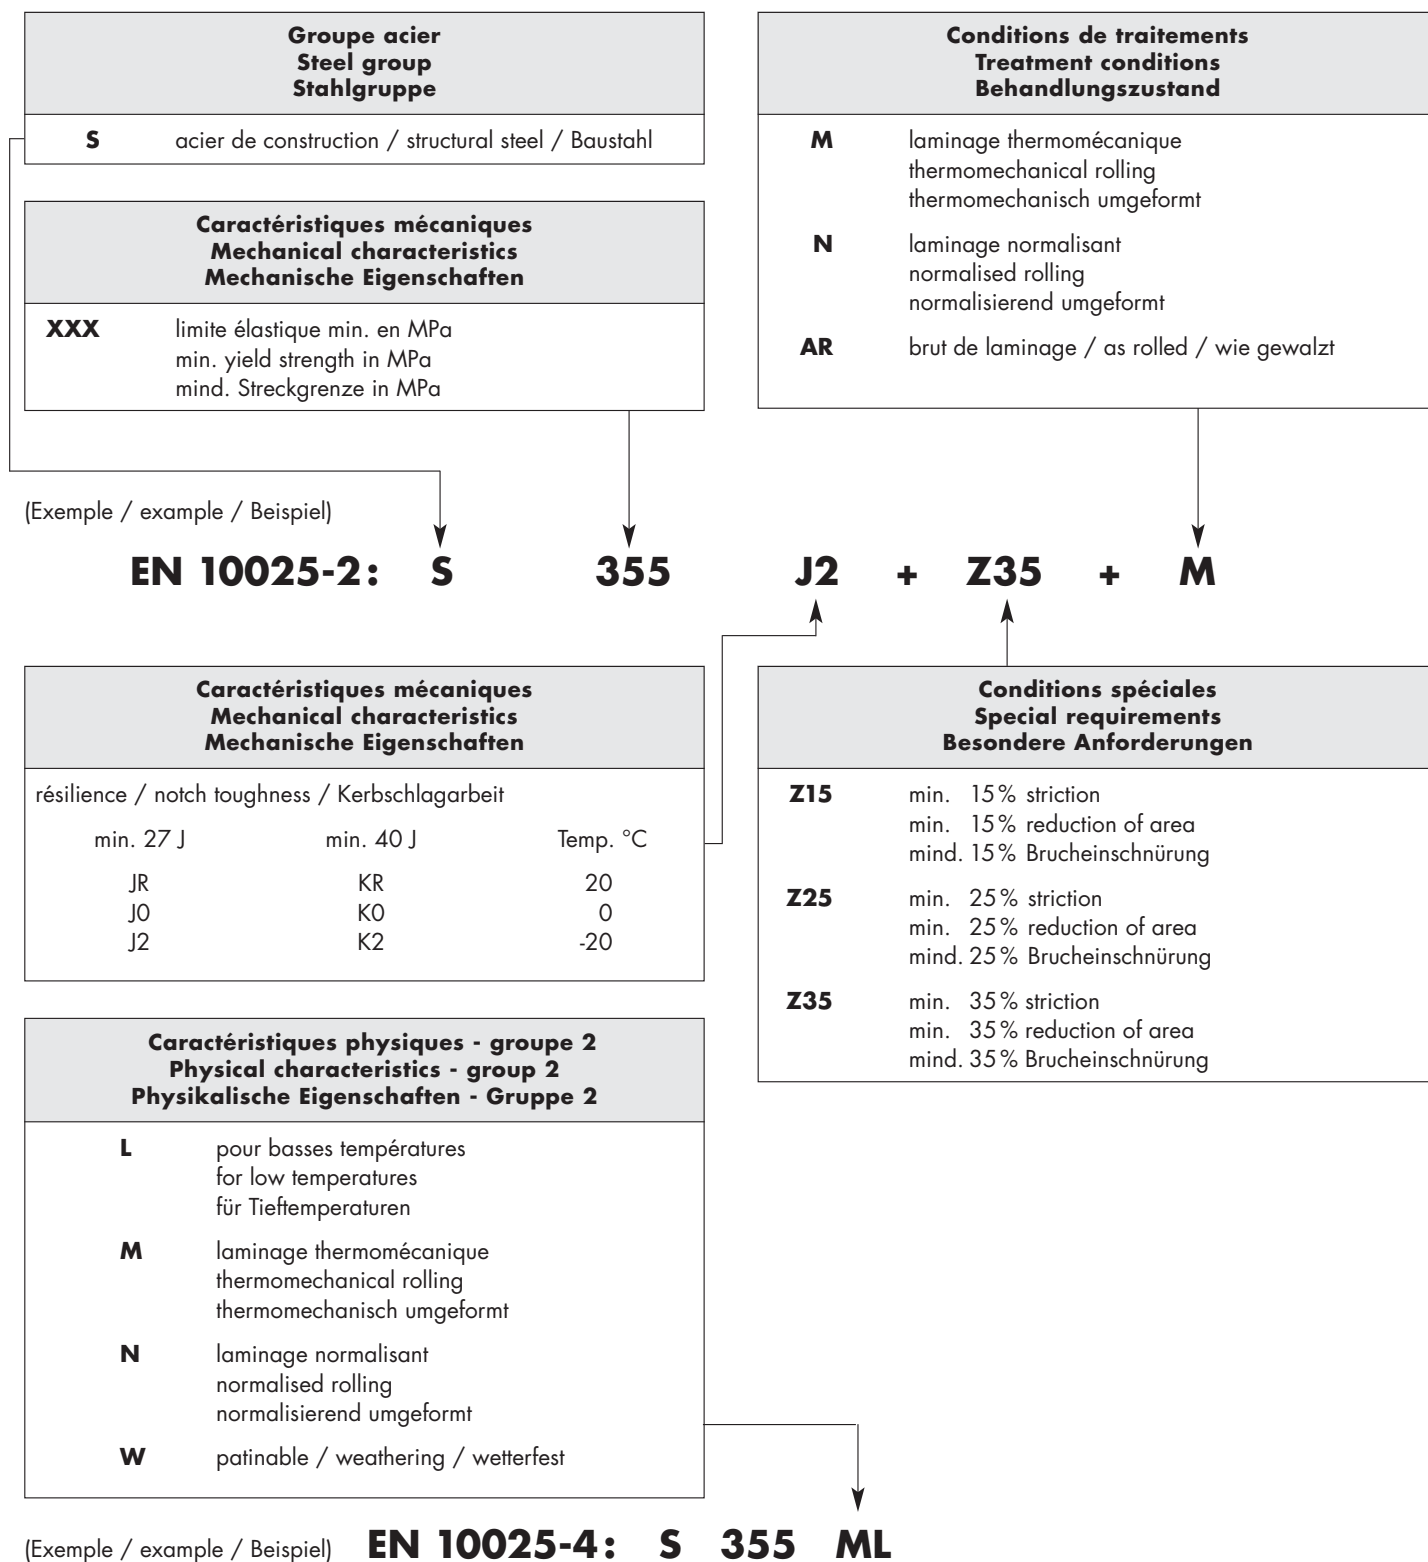 Groupe acier
Steel group
Stahlgruppe
S acier de construction / structural steel / Baustahl
Caractéristiques mécaniques
Mechanical characteristics
Mechanische Eigenschaften
XXX limite élastique min. en MPa
min. yield strength in MPa
mind. Streckgrenze in MPa
Conditions de traitements
Treatment conditions
Behandlungszustand
M laminage thermomécanique
thermomechanical rolling
thermomechanisch umgeformt
N laminage normalisant
normalised rolling
normalisierend umgeformt
AR brut de laminage / as rolled / wie gewalzt
(Exemple / example / Beispiel)
EN 10025-2: S 355 J2 + Z35 + M
Caractéristiques mécaniques
Mechanical characteristics
Mechanische Eigenschaften
résilience / notch toughness / Kerbschlagarbeit
min. 27 J min. 40 J Temp. °C
JR KR 20
J0 K0 0
J2 K2 -20
Conditions spéciales
Special requirements
Besondere Anforderungen
Z15 min. 15% striction
min. 15% reduction of area
mind. 15% Brucheinschnürung
Z25 min. 25% striction
min. 25% reduction of area
mind. 25% Brucheinschnürung
Z35 min. 35% striction
min. 35% reduction of area
mind. 35% Brucheinschnürung
Caractéristiques physiques - groupe 2
Physical characteristics - group 2
Physikalische Eigenschaften - Gruppe 2
L pour basses températures
for low temperatures
für Tieftemperaturen
M laminage thermomécanique
thermomechanical rolling
thermomechanisch umgeformt
N laminage normalisant
normalised rolling
normalisierend umgeformt
W patinable / weathering / wetterfest
(Exemple / example / Beispiel) EN 10025-4: S 355 ML